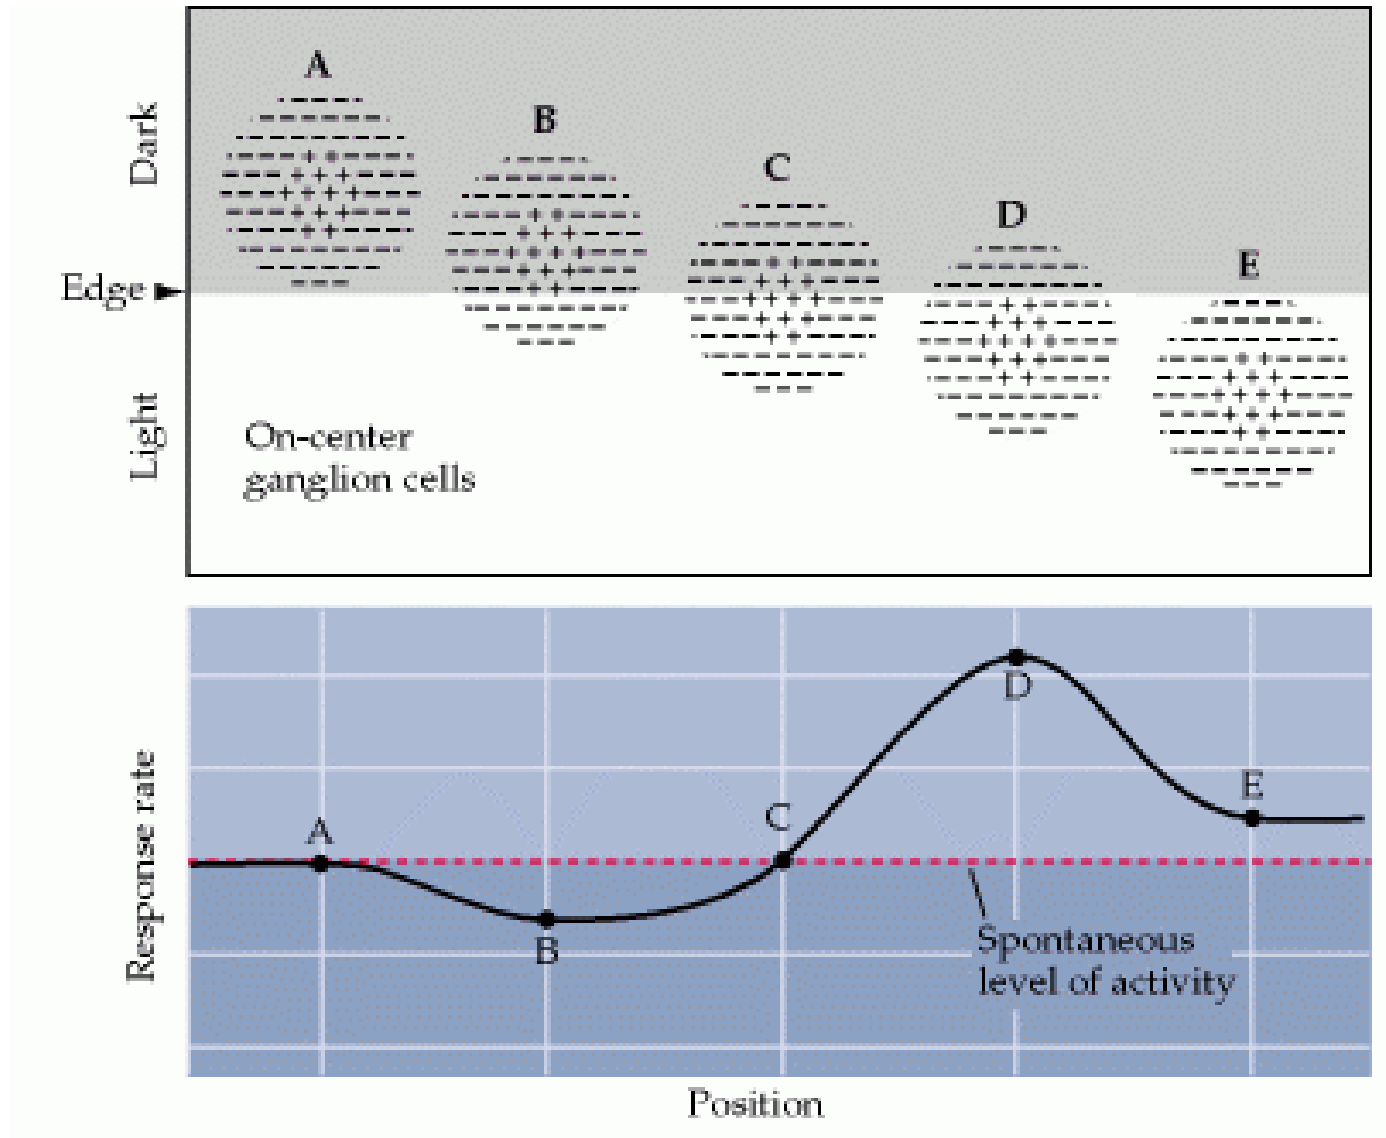 A
B
C
D
E
Dark
Edge
Light
On-center
ganglion cells
A
B
C
D
E
Spontaneous
level of activity
Response rate
Position